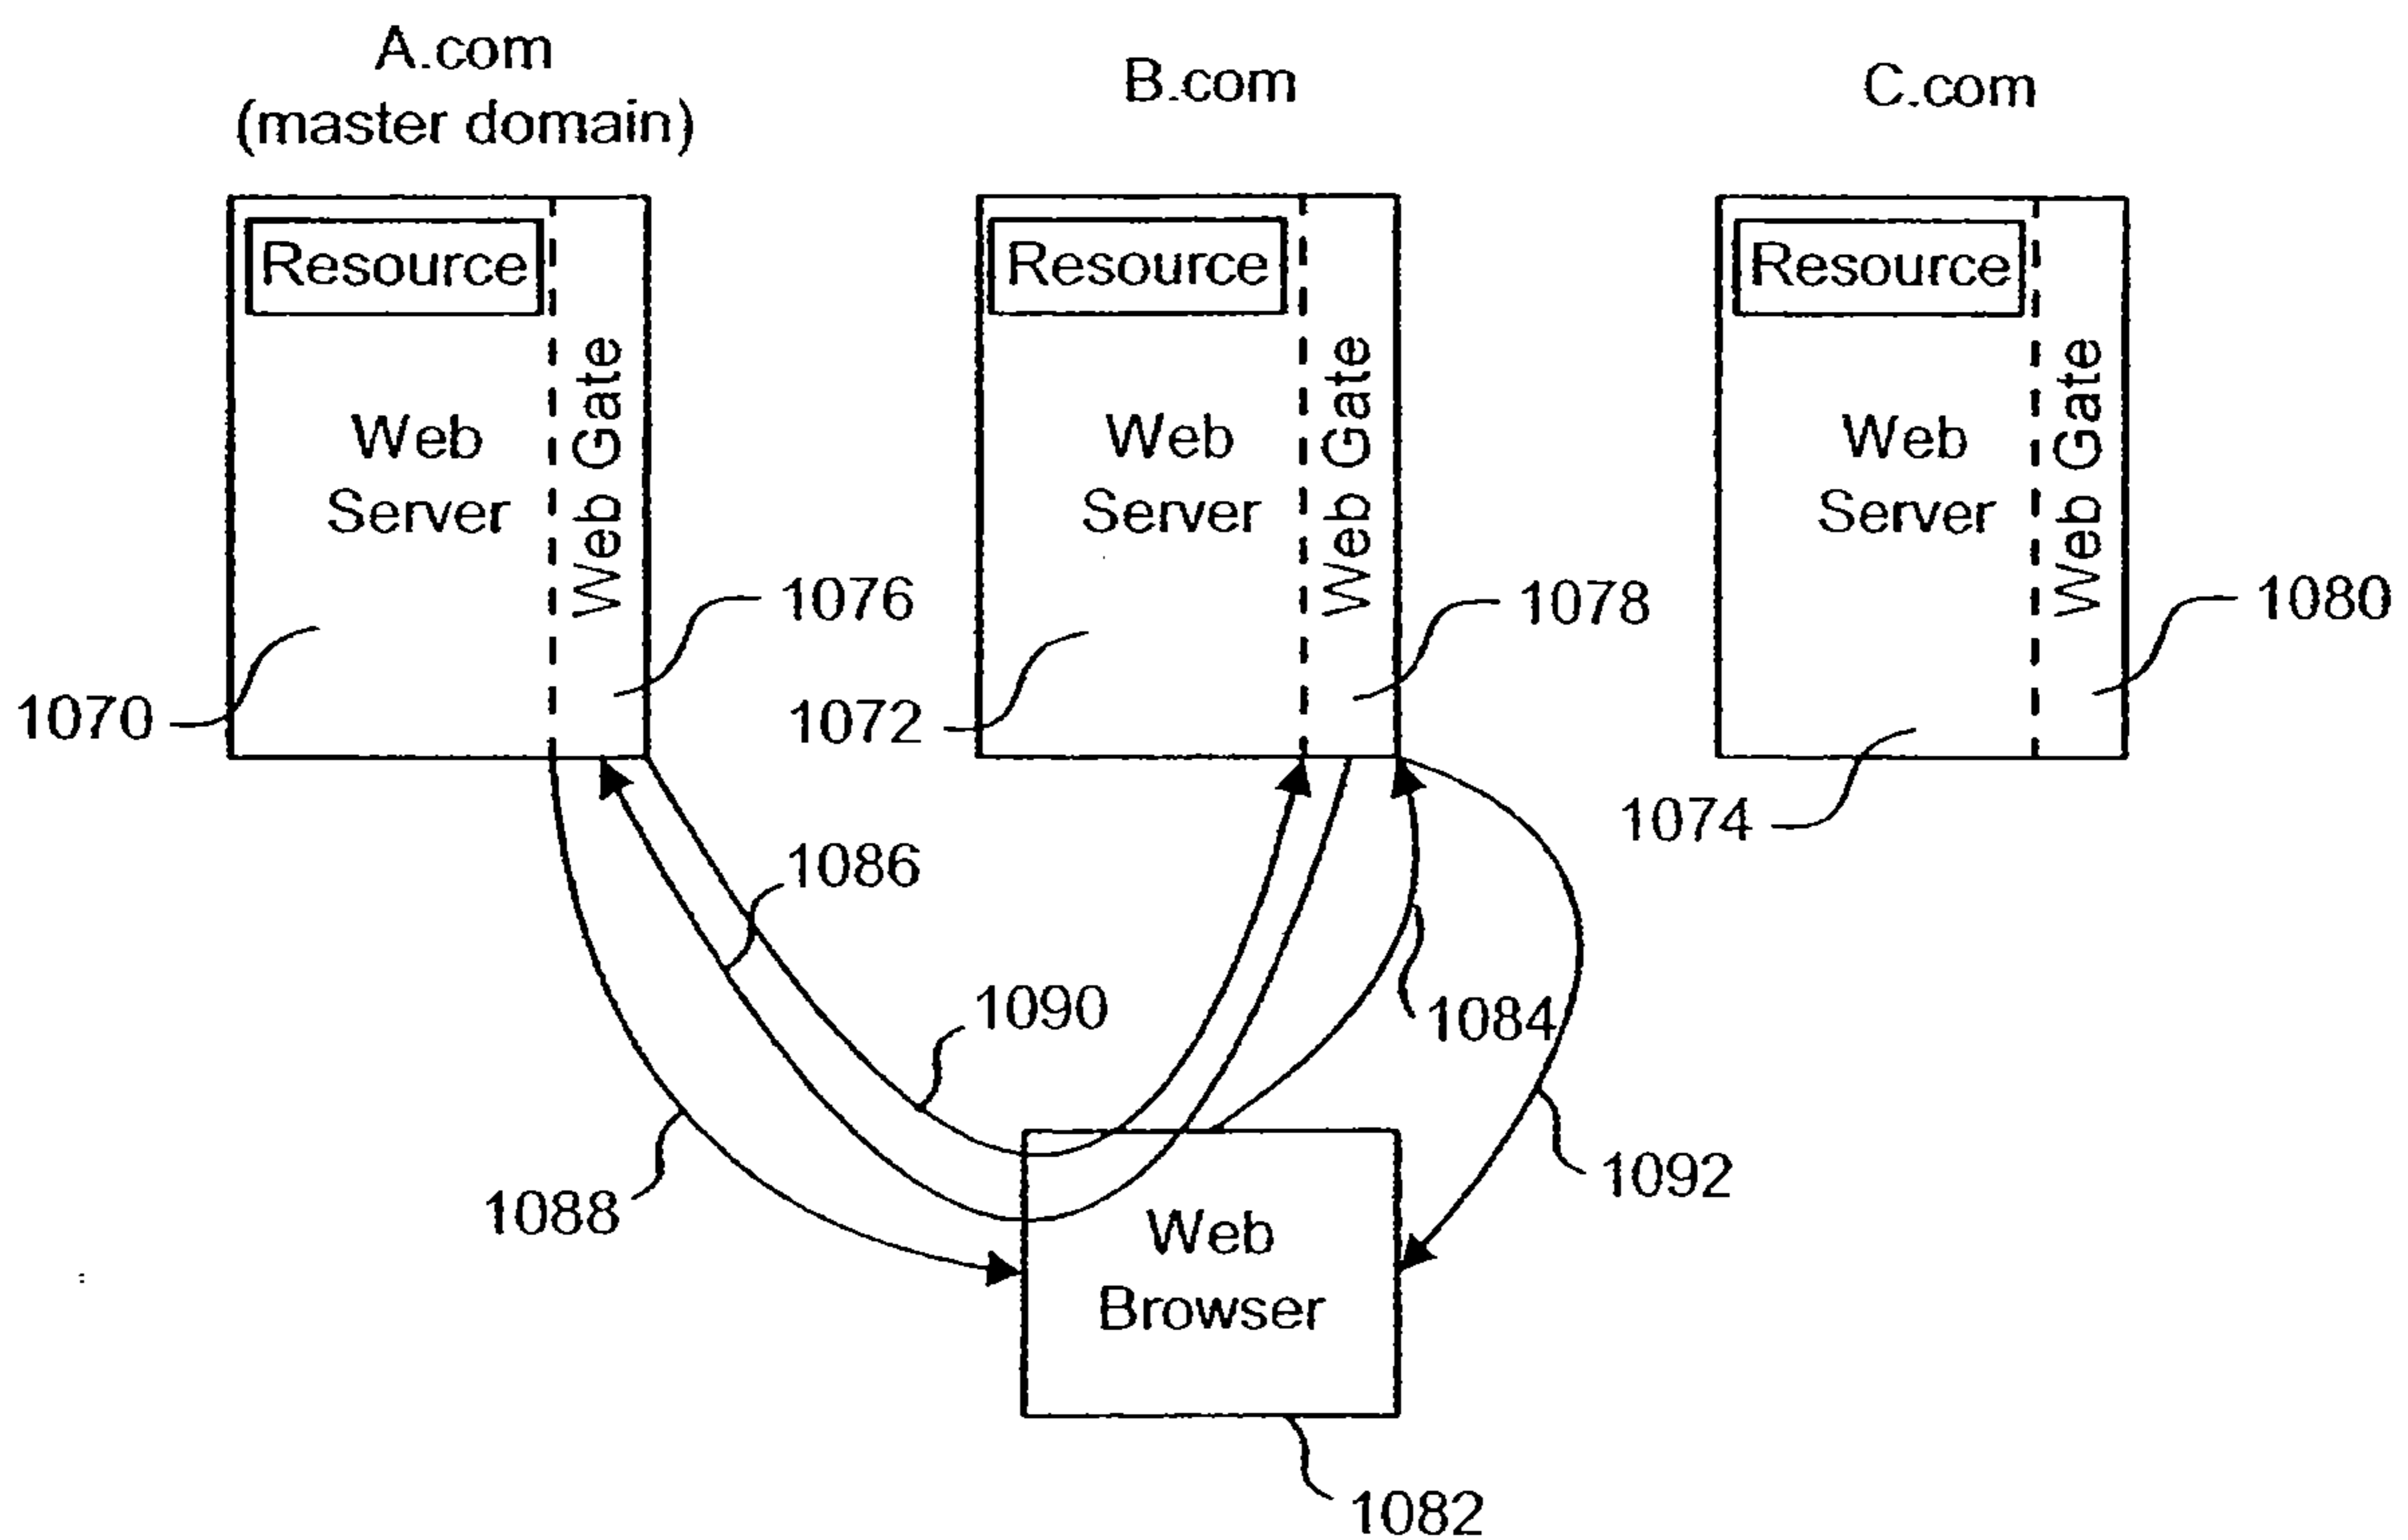 A.com
(master domain)
B.com
C.com
Resource
Resource
Resource
Web
Server
Web Gate
Web
Server
Web Gate
Web
Server
Web Gate
1076
1078
1080
1070
1072
1074
1086
1090
1084
1088
1092
Web
Browser
1082